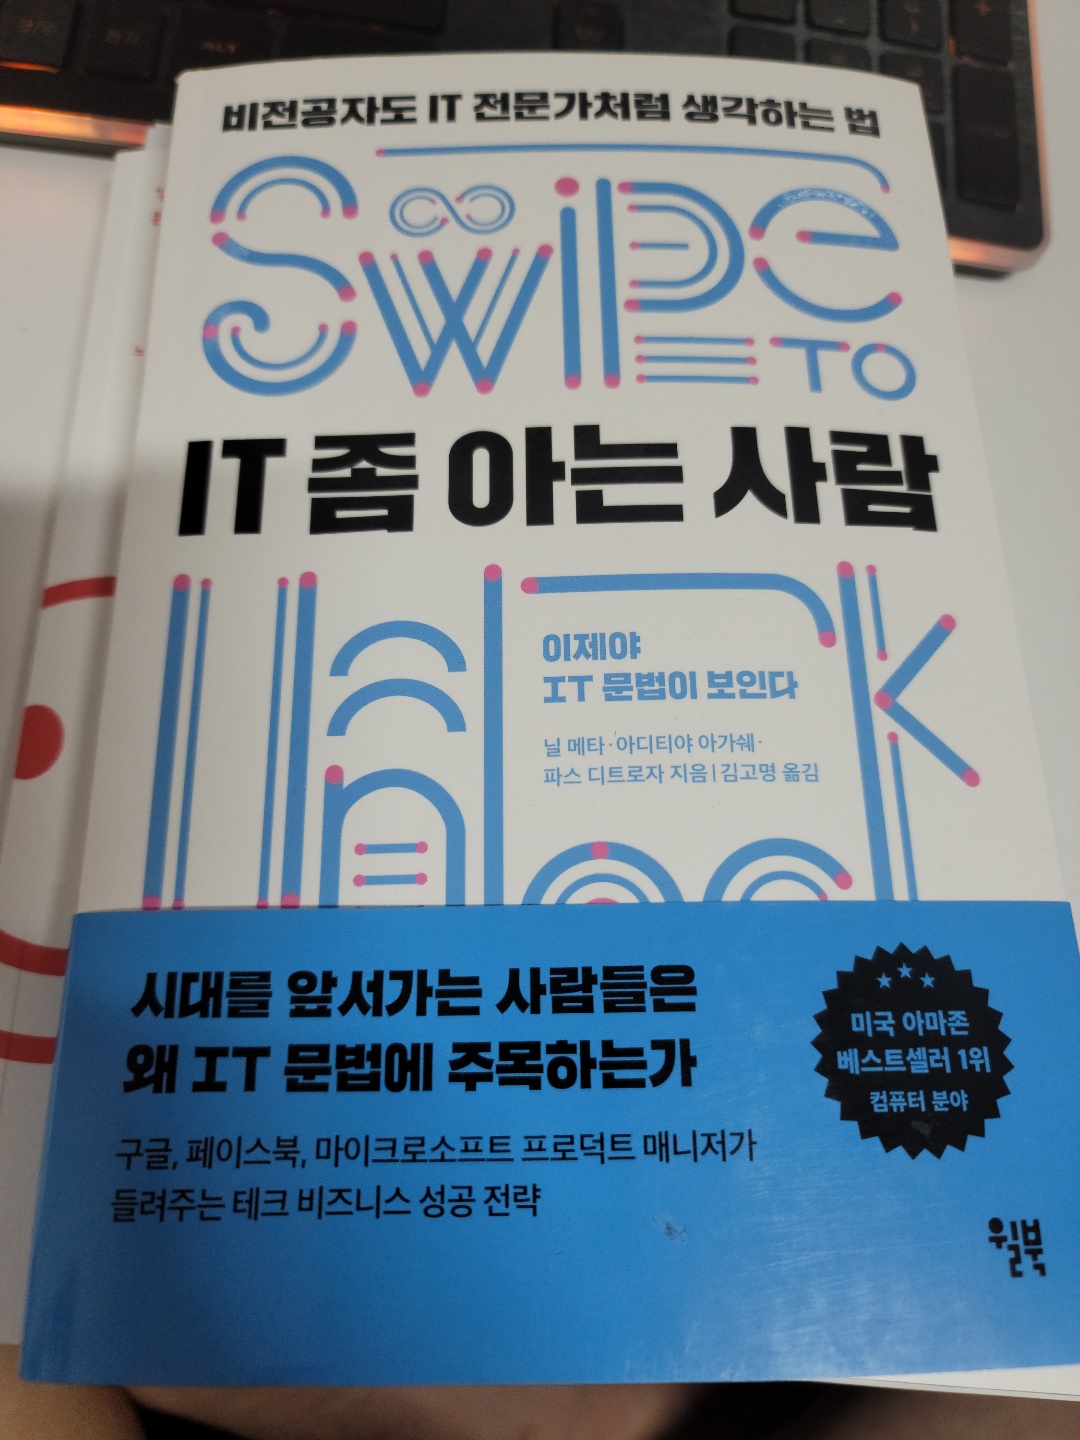 비전공자도 IT 전문가처럼 생각하는 법
SWiPe
TO
IT 좀 아는 사람
Unlock
이제야
IT 문법이 보인다
닐 메타·아디티야 아가쉐·
파스 디트로자 지음 | 김고명 옮김
시대를 앞서가는 사람들은
왜 IT 문법에 주목하는가
구글, 페이스북, 마이크로소프트 프로덕트 매니저가
들려주는 테크 비즈니스 성공 전략
미국 아마존
베스트셀러 1위
컴퓨터 분야
윌북
ALT